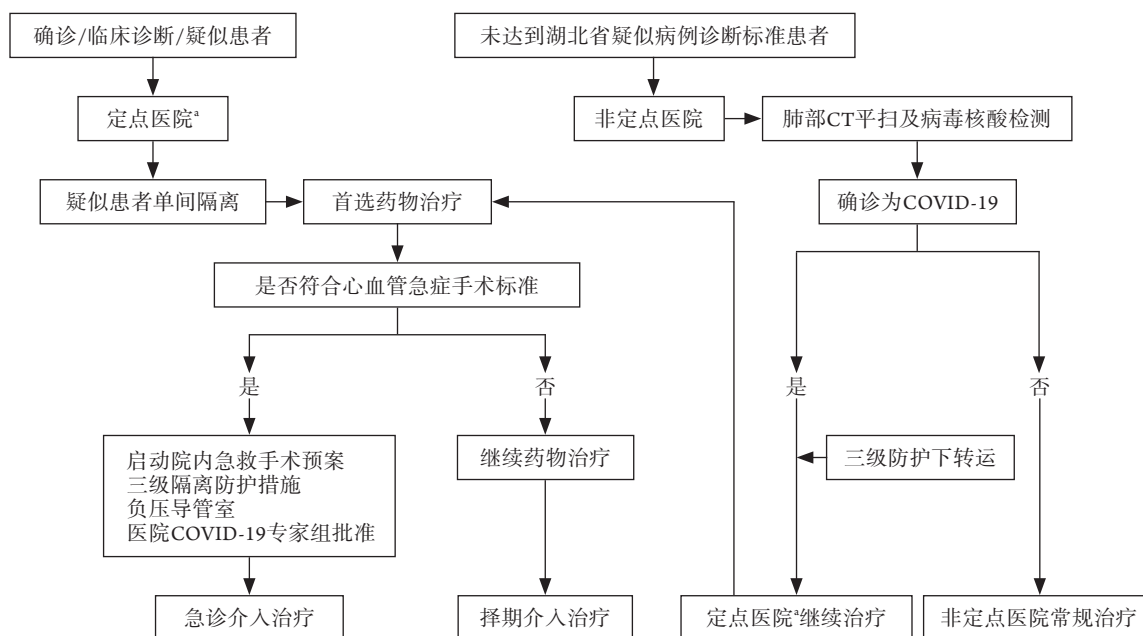 确诊/临床诊断/疑似患者
未达到湖北省疑似病例诊断标准患者
定点医院ª
非定点医院
肺部CT平扫及病毒核酸检测
疑似患者单间隔离
首选药物治疗
确诊为COVID-19
是否符合心血管急症手术标准
是
否
是
否
启动院内急救手术预案
三级隔离防护措施
负压导管室
医院COVID-19专家组批准
继续药物治疗
三级防护下转运
急诊介入治疗
择期介入治疗
定点医院ª继续治疗
非定点医院常规治疗